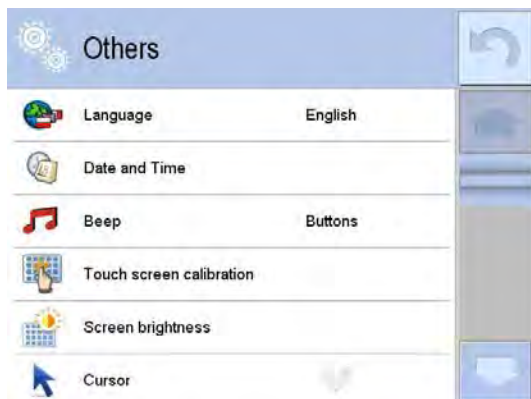 Others
Language English
Date and Time
Beep Buttons
Touch screen calibration
Screen brightness
Cursor